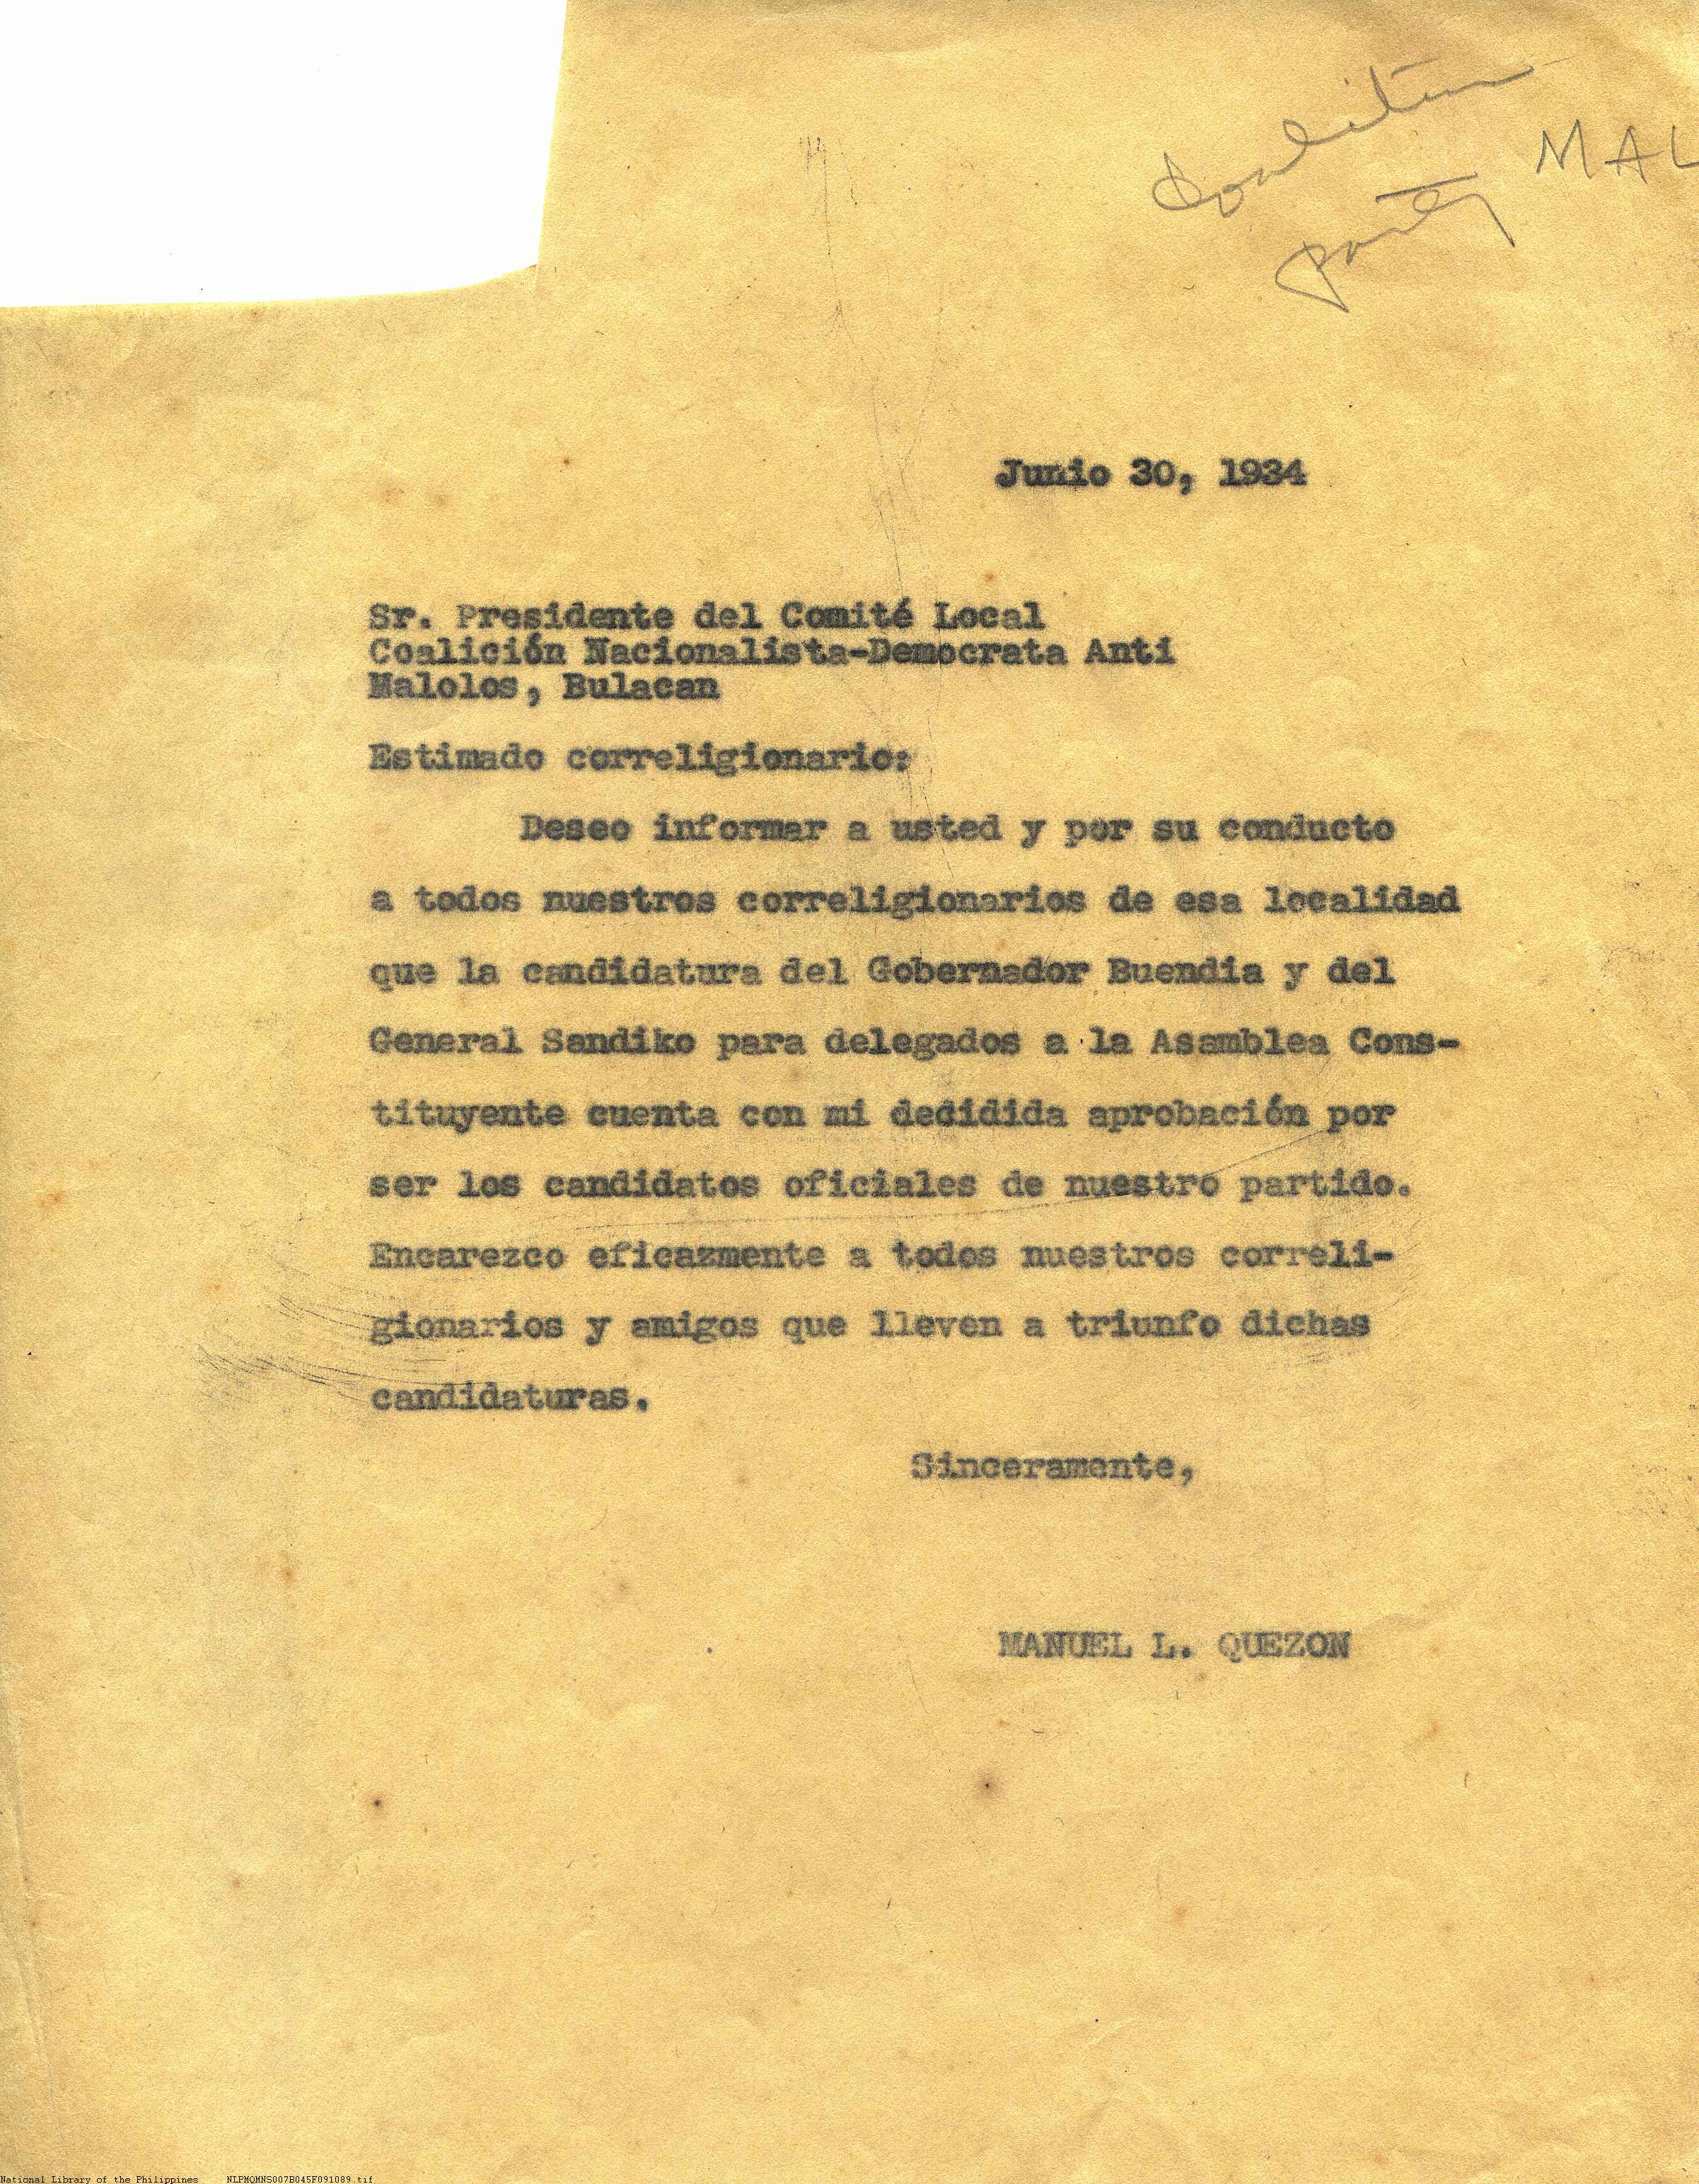 Coalition
party
MAL
Junio 30, 1934
Sr. Presidente del Comité Local
Coalición Nacionalista-Democrata Anti
Malolos, Bulacan
Estimado correligionario:
Deseo informar a usted y por su conducto
a todos nuestros correligionarios de esa localidad
que la candidatura del Gobernador Buendia y del
General Sandiko para delegados a la Asamblea Cons-
tituyente cuenta con mi dedidida aprobación por
ser los candidatos oficiales de nuestro partido.
Encarezco eficazmente a todos nuestros correli-
gionarios y amigos que lleven a triunfo dichas
candidaturas.
Sinceramente,
MANUEL L. QUEZON
National Library of the Philippines NLPMQMNS007B045F091089.tif